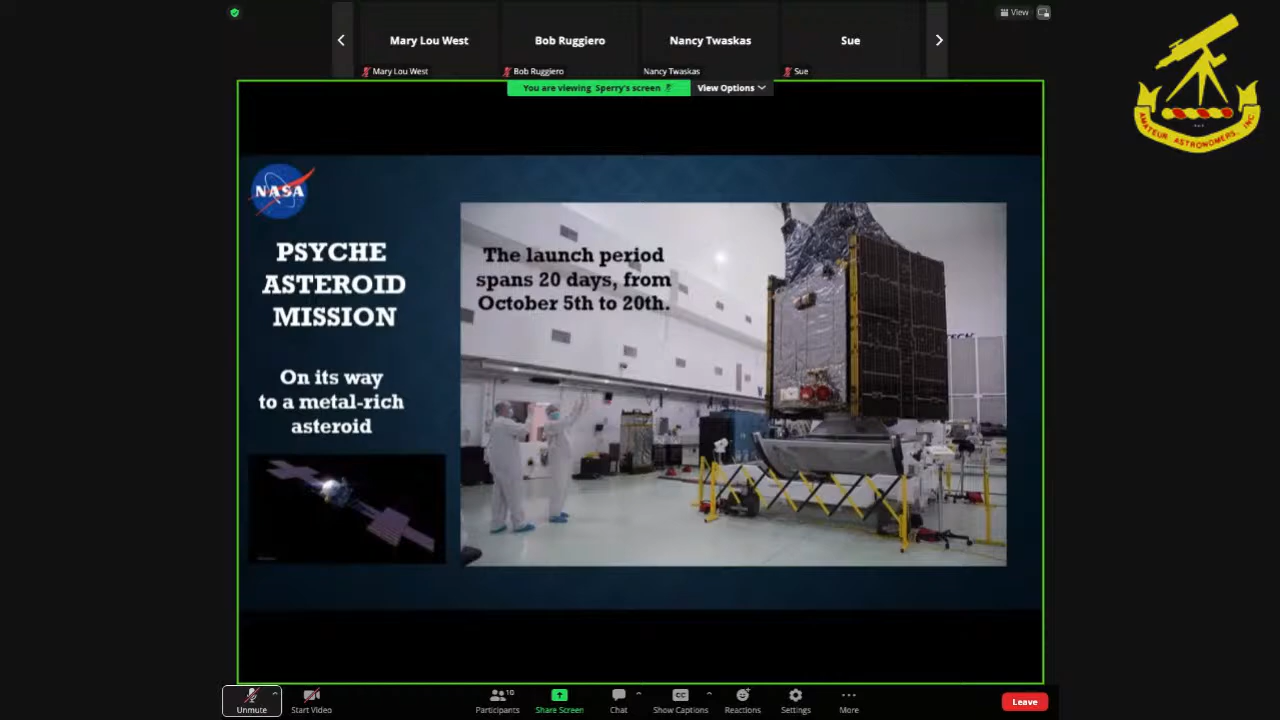 View
Mary Lou West
Bob Ruggiero
Nancy Twaskas
Sue
Mary Lou West
Bob Ruggiero
Nancy Twaskas
Sue
You are viewing Sperry's screen
View Options
AMATEUR ASTRONOMERS, INC
NASA
PSYCHE
ASTEROID
MISSION
On its way
to a metal-rich
asteroid
The launch period
spans 20 days, from
October 5th to 20th.
Unmute
Start Video
10
Participants
Share Screen
Chat
CC
Show Captions
Reactions
Settings
More
Leave